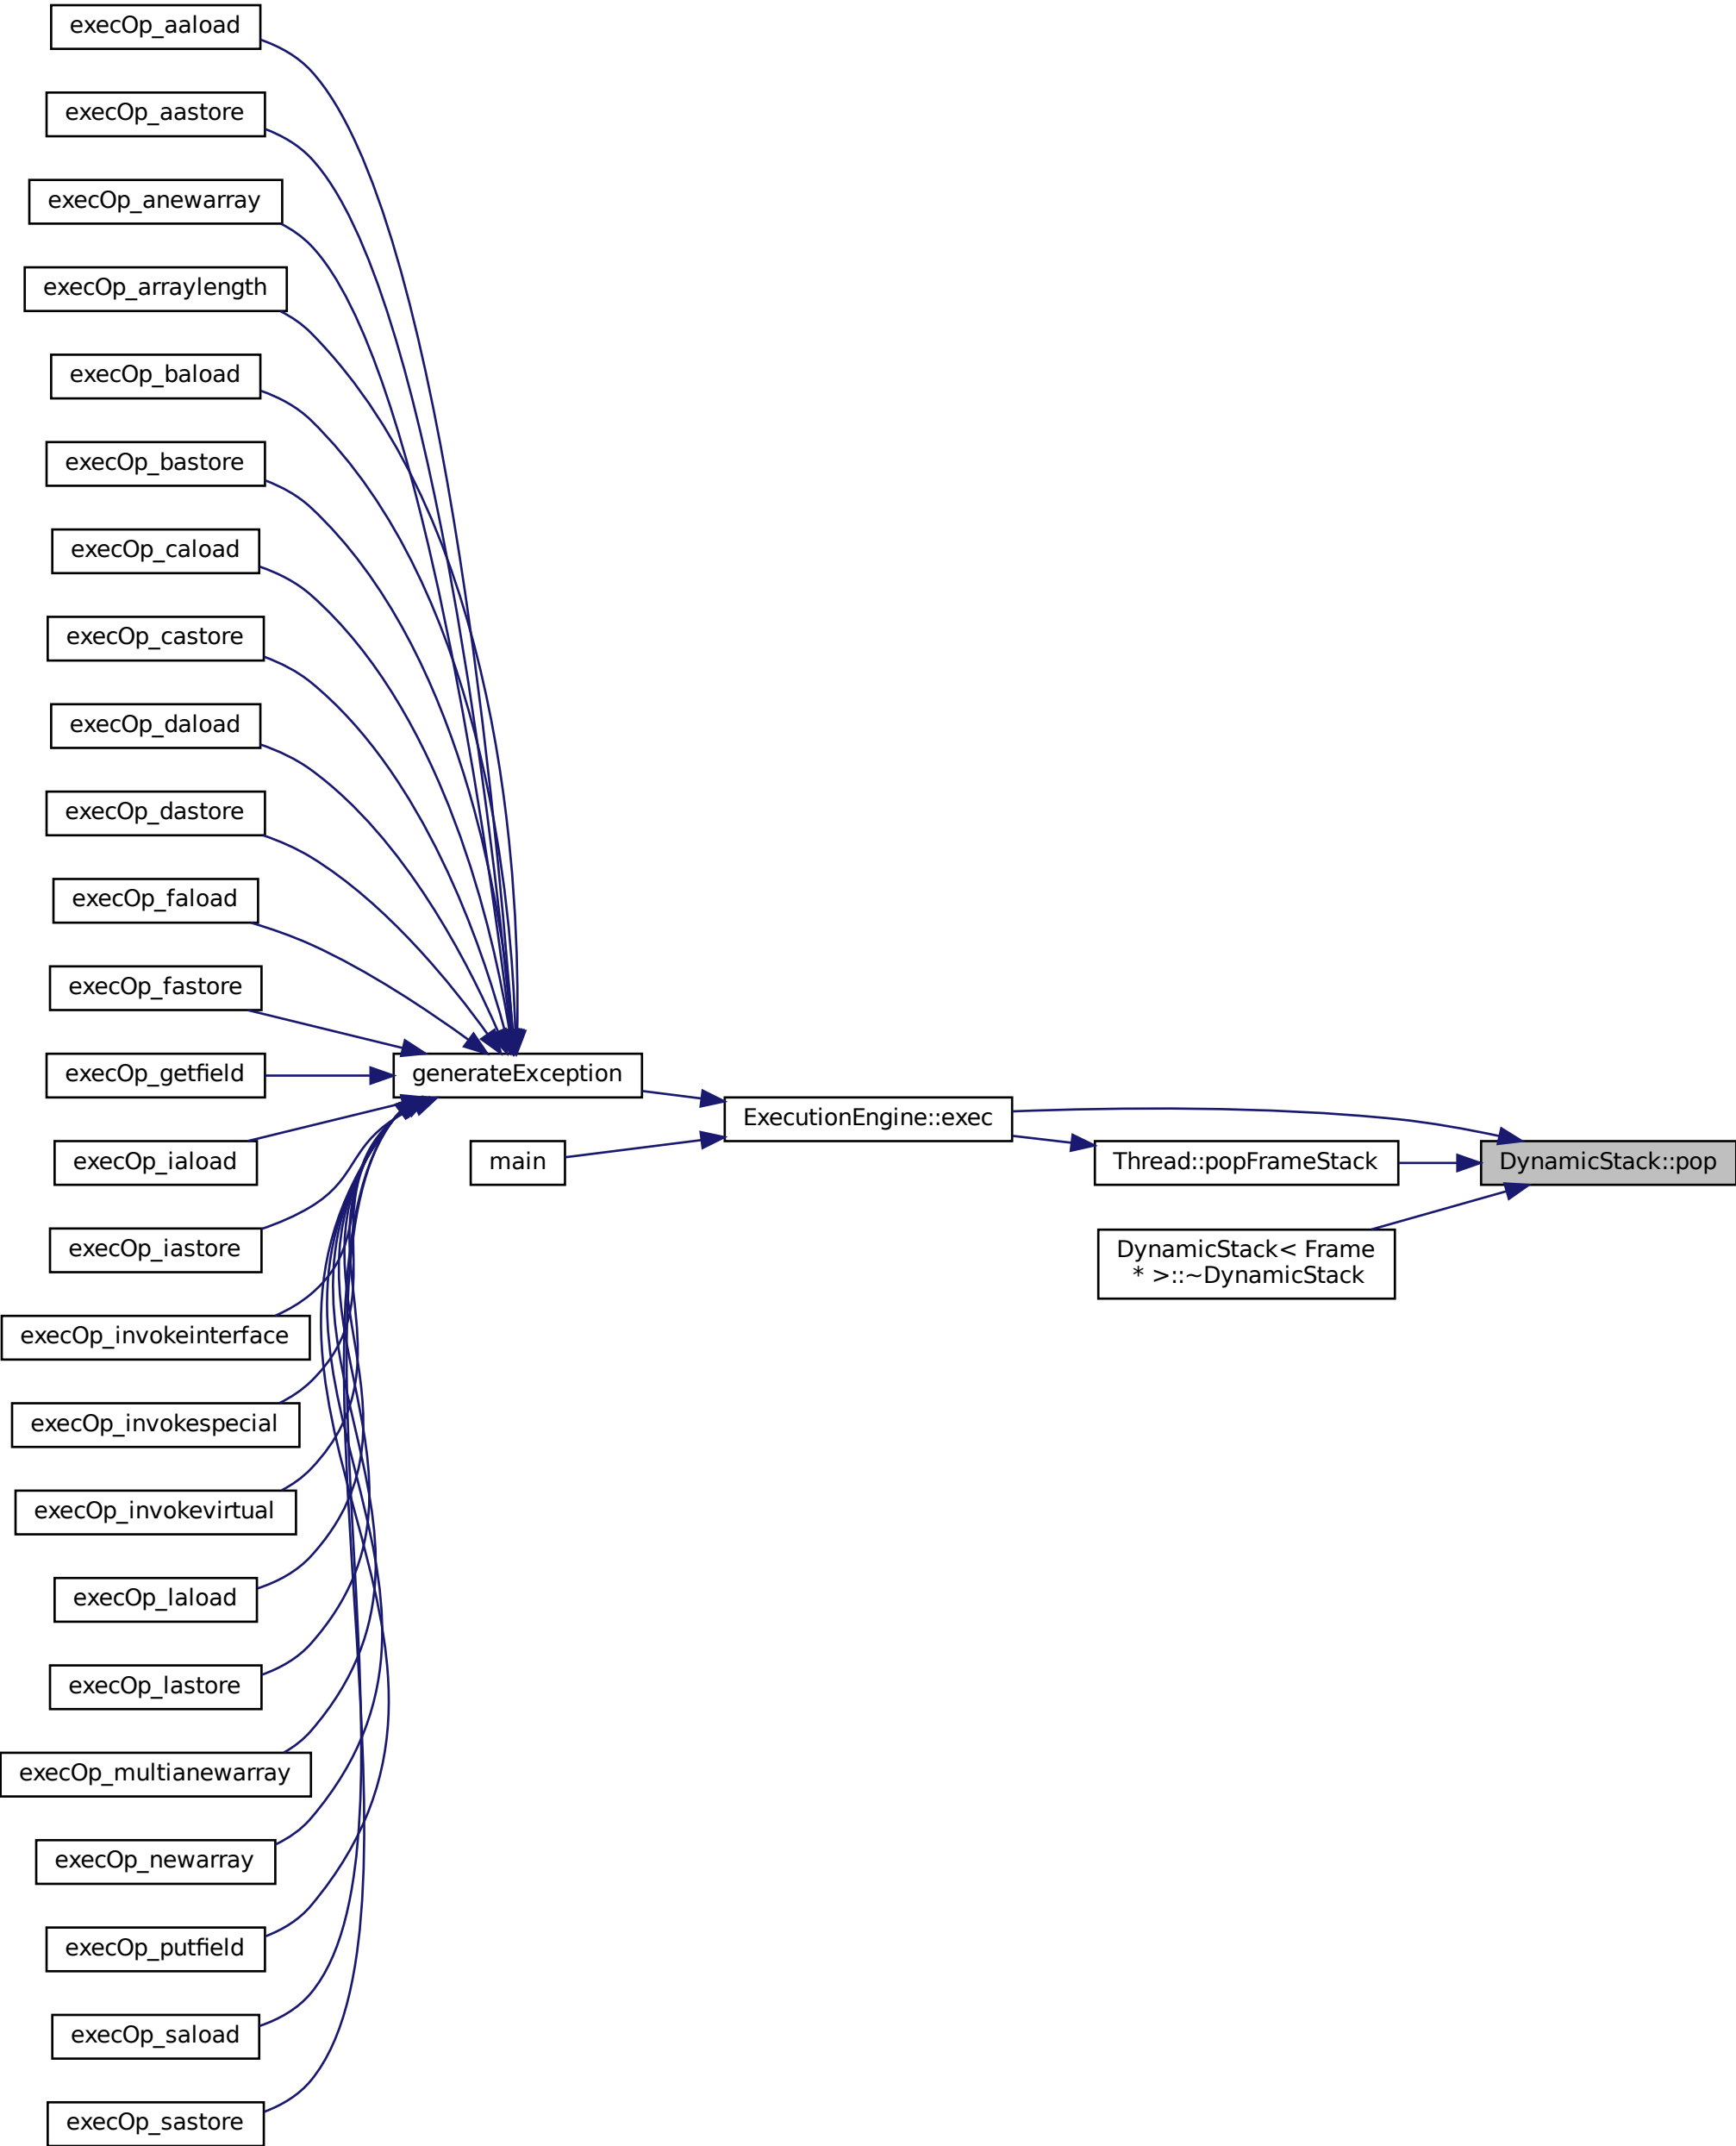 execOp_aaload
execOp_aastore
execOp_anewarray
execOp_arraylength
execOp_baload
execOp_bastore
execOp_caload
execOp_castore
execOp_daload
execOp_dastore
execOp_faload
execOp_fastore
execOp_getfield
execOp_iaload
execOp_iastore
execOp_invokeinterface
execOp_invokespecial
execOp_invokevirtual
execOp_laload
execOp_lastore
execOp_multianewarray
execOp_newarray
execOp_putfield
execOp_saload
execOp_sastore
generateException
main
ExecutionEngine::exec
Thread::popFrameStack
DynamicStack< Frame
* >::~DynamicStack
DynamicStack::pop